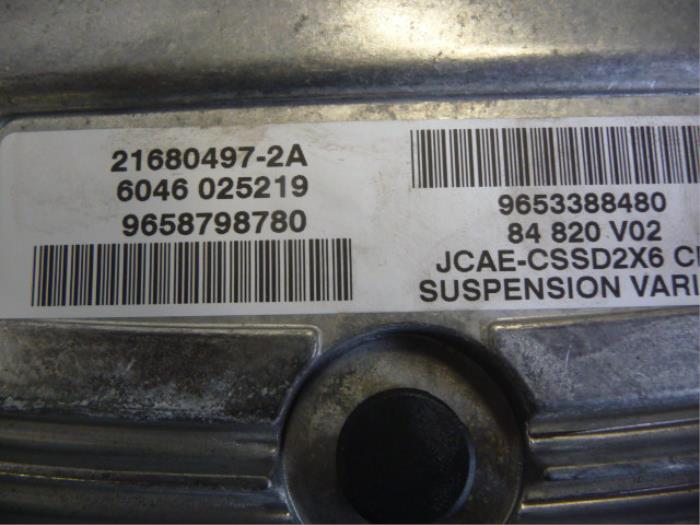 21680497-2A
6046 025219
9658798780
9653388480
84 820 V02
JCAE-CSSD2X6
SUSPENSION